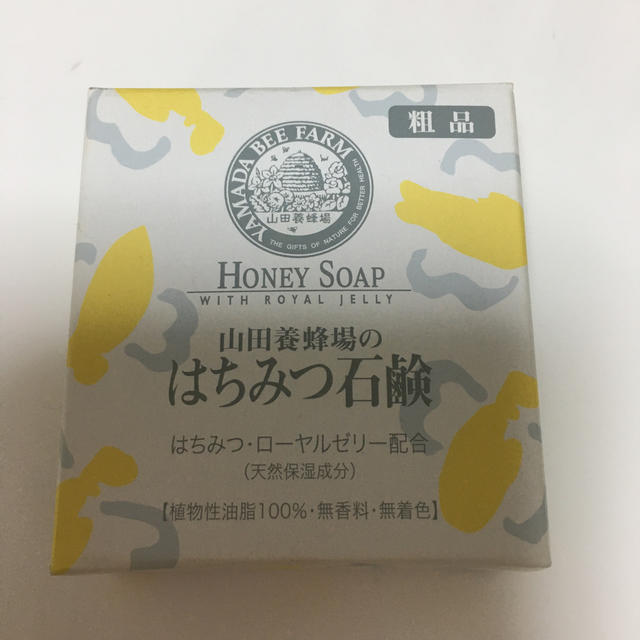 粗品
YAMADA BEE FARM
山田養蜂場
THE GIFTS OF NATURE FOR BETTER HEALTH
HONEY SOAP
WITH ROYAL JELLY
山田養蜂場の
はちみつ石鹸
はちみつ・ローヤルゼリー配合
(天然保湿成分)
【植物性油脂100%・無香料・無着色】